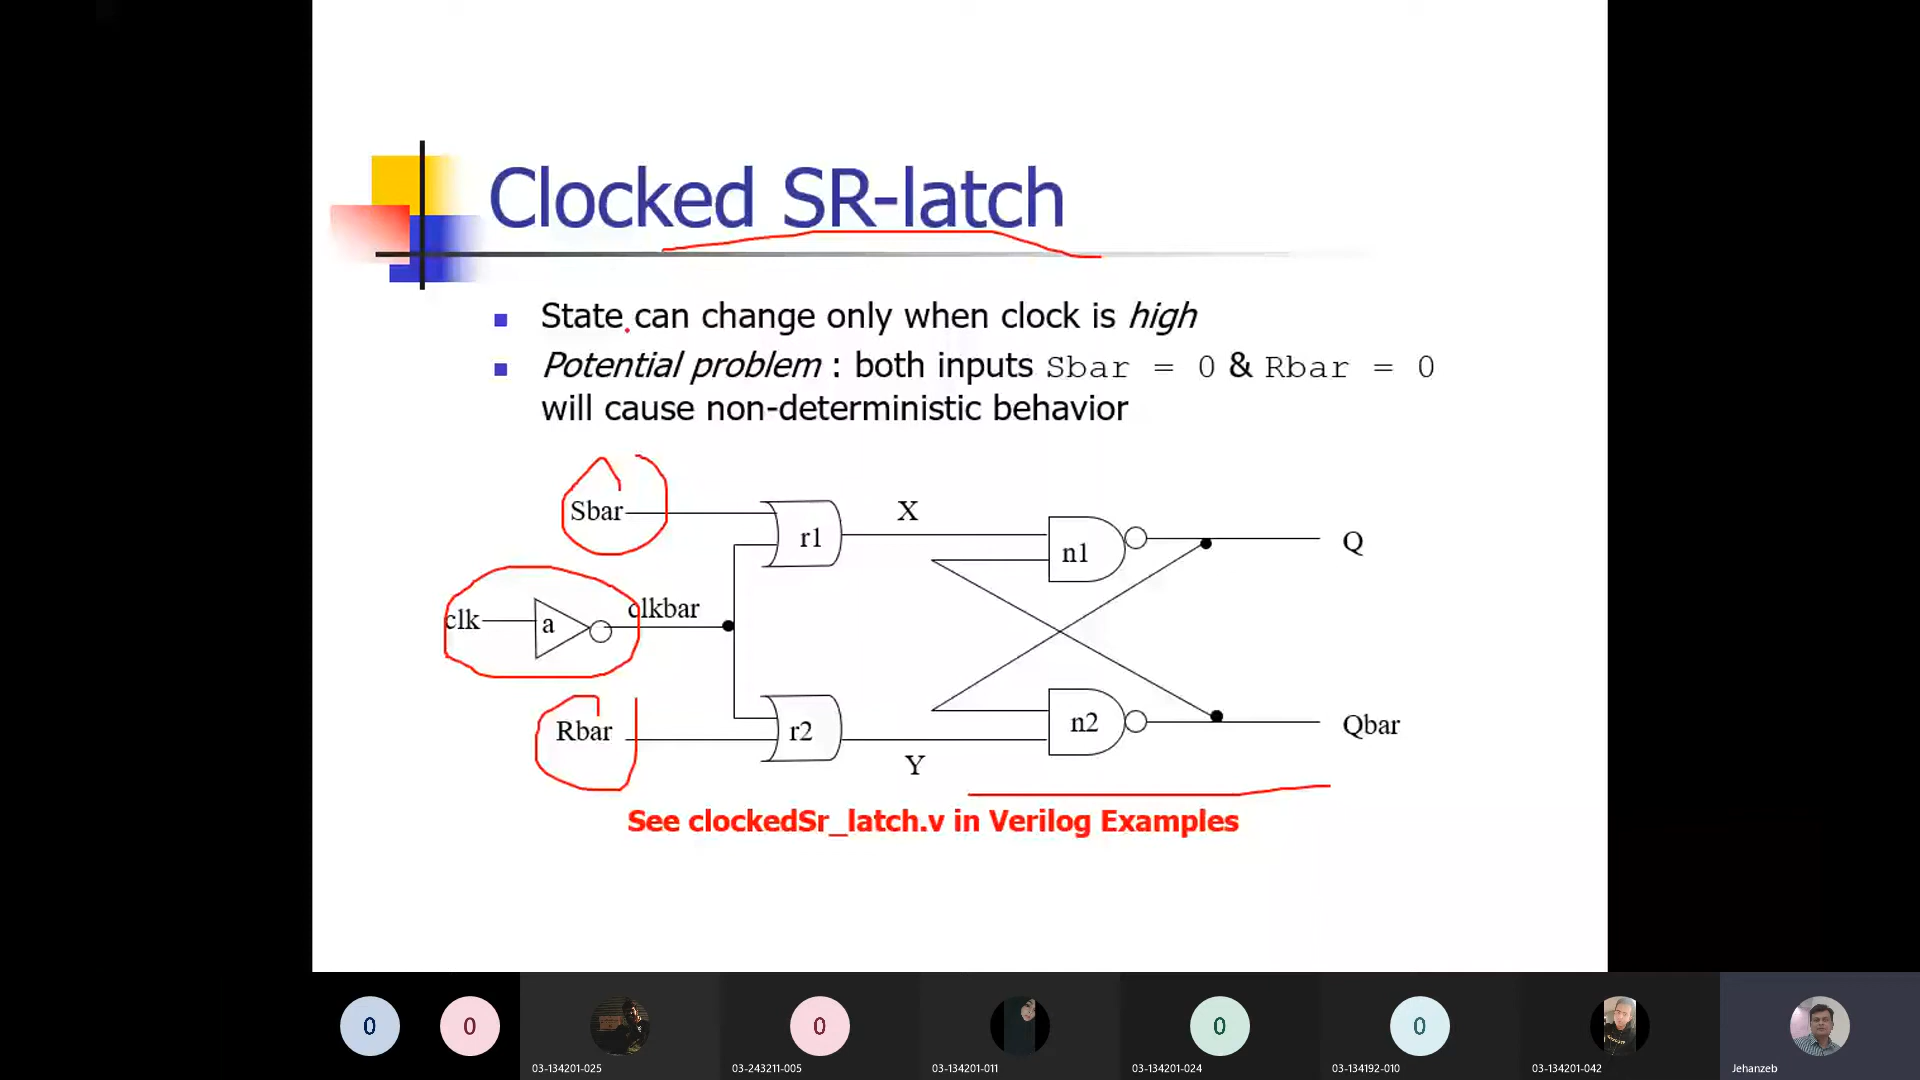 Clocked SR-latch
State can change only when clock is high
Potential problem : both inputs Sbar = 0 & Rbar = 0
will cause non-deterministic behavior
Sbar
r1
X
n1
Q
clk
a
clkbar
Rbar
r2
Y
n2
Qbar
See clockedSr_latch.v in Verilog Examples
0
0
03-134201-025
0
03-243211-005
03-134201-011
0
03-134201-024
0
03-134192-010
03-134201-042
Jehanzeb